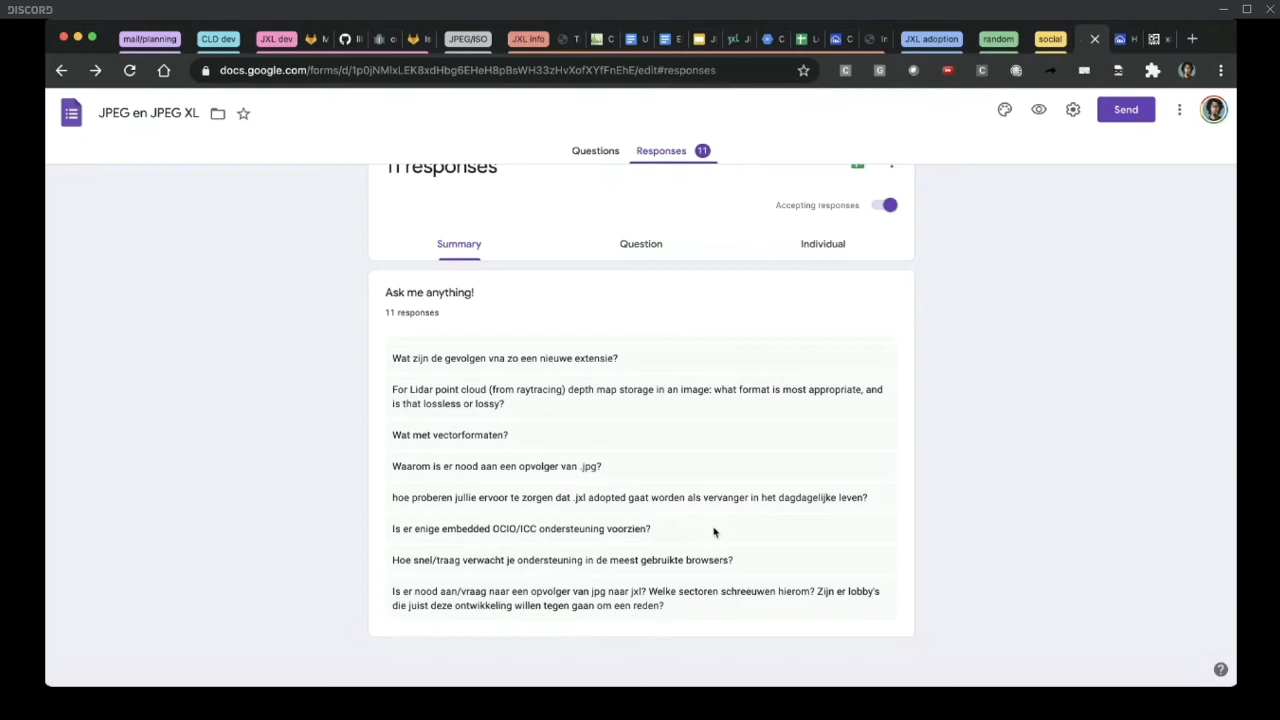 DISCORD
mail/planning
CLD dev
JXL dev
JPEG/ISO
JXL info
JXL adoption
random
social
docs.google.com/forms/d/1p0jNMlxLEK8xdHbg6EHeH8pBsWH33zHvXofXYfFnEhE/edit#responses
JPEG en JPEG XL
Send
Questions
Responses 11
11 responses
Accepting responses
Summary
Question
Individual
Ask me anything!
11 responses
Wat zijn de gevolgen vna zo een nieuwe extensie?
For Lidar point cloud (from raytracing) depth map storage in an image: what format is most appropriate, and
is that lossless or lossy?
Wat met vectorformaten?
Waarom is er nood aan een opvolger van .jpg?
hoe proberen jullie ervoor te zorgen dat .jxl adopted gaat worden als vervanger in het dagdagelijke leven?
Is er enige embedded OCIO/ICC ondersteuning voorzien?
Hoe snel/traag verwacht je ondersteuning in de meest gebruikte browsers?
Is er nood aan/vraag naar een opvolger van jpg naar jxl? Welke sectoren schreeuwen hierom? Zijn er lobby's
die juist deze ontwikkeling willen tegen gaan om een reden?